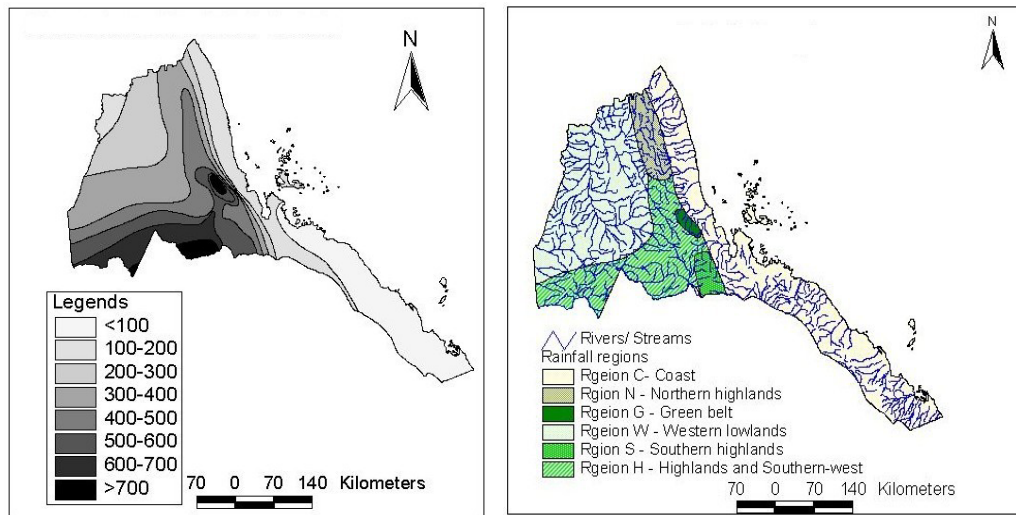 N
Legends
<100
100-200
200-300
300-400
400-500
500-600
600-700
>700
70 0 70 140 Kilometers
N
Rivers/ Streams
Rainfall regions
Rgeion C- Coast
Rgion N - Northern highlands
Rgeion G - Green belt
Rgeion W - Western lowlands
Rgion S - Southern highlands
Rgeion H - Highlands and Southern-west
70 0 70 140 Kilometers